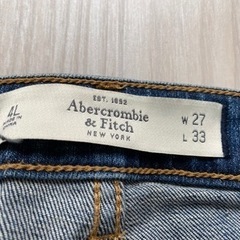 EST. 1892
Abercrombie
& Fitch
NEW YORK
W 27
L 33
4L